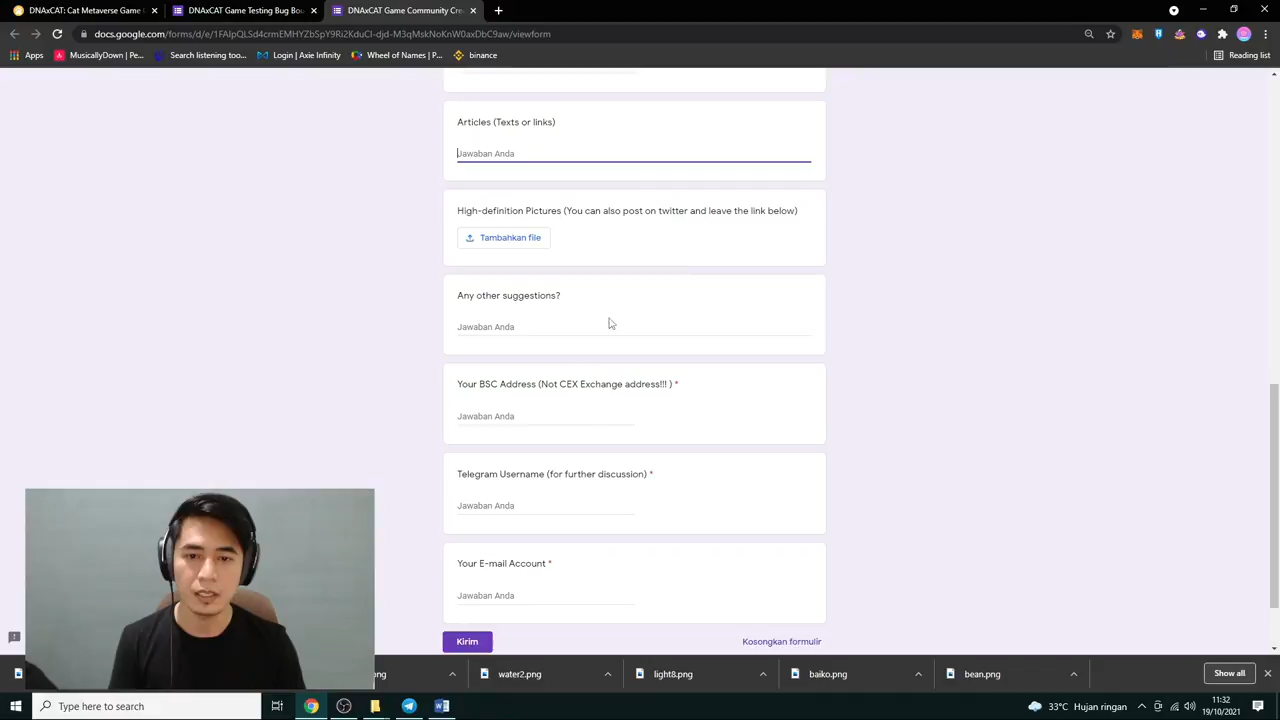 DNAxCAT: Cat Metaverse Game
DNAxCAT Game Testing Bug Bou
DNAxCAT Game Community Cre
docs.google.com/forms/d/e/1FAIpQLSd4crmEMHYZbSpY9Ri2KduCl-djd-M3qMskNoKnW0axDbC9aw/viewform
Apps
MusicallyDown | Pe...
Search listening too...
Login | Axie Infinity
Wheel of Names | P...
binance
Reading list
Articles (Texts or links)
Jawaban Anda
High-definition Pictures (You can also post on twitter and leave the link below)
Tambahkan file
Any other suggestions?
Jawaban Anda
Your BSC Address (Not CEX Exchange address!!! ) *
Jawaban Anda
Telegram Username (for further discussion) *
Jawaban Anda
Your E-mail Account *
Jawaban Anda
Kirim
Kosongkan formulir
water2.png
light8.png
baiko.png
bean.png
Show all
Type here to search
33°C Hujan ringan
11:32
19/10/2021